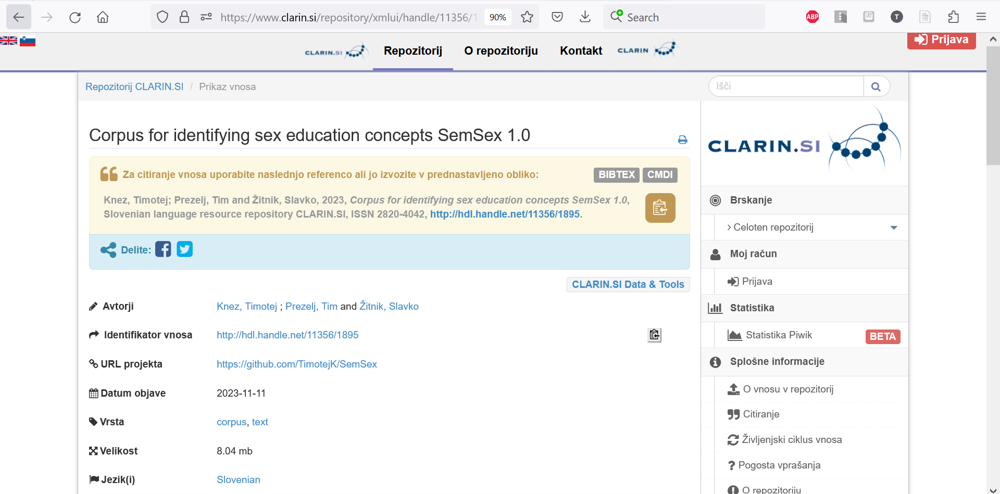 https://www.clarin.si/repository/xmlui/handle/11356/1
90%
Search
ABP
æ
T
CLARIN.SI
Repozitorij
O repozitoriju
Kontakt
CLARIN
Prijava
Repozitorij CLARIN.SI / Prikaz vnosa
Išči
Corpus for identifying sex education concepts SemSex 1.0
Za citiranje vnosa uporabite naslednjo referenco ali jo izvozite v prednastavljeno obliko:
BIBTEX
CMDI
Knez, Timotej; Prezelj, Tim and Žitnik, Slavko, 2023, Corpus for identifying sex education concepts SemSex 1.0,
Slovenian language resource repository CLARIN.SI, ISSN 2820-4042, http://hdl.handle.net/11356/1895.
Delite:
CLARIN.SI Data & Tools
Avtorji
Knez, Timotej ; Prezelj, Tim and Žitnik, Slavko
Identifikator vnosa
http://hdl.handle.net/11356/1895
URL projekta
https://github.com/TimotejK/SemSex
Datum objave
2023-11-11
Vrsta
corpus, text
Velikost
8.04 mb
Jezik(i)
Slovenian
CLARIN.SI
Brskanje
Celoten repozitorij
Moj račun
Prijava
Statistika
Statistika Piwik
BETA
Splošne informacije
O vnosu v repozitorij
Citiranje
Življenjski ciklus vnosa
Pogosta vprašanja
O repozitoriju